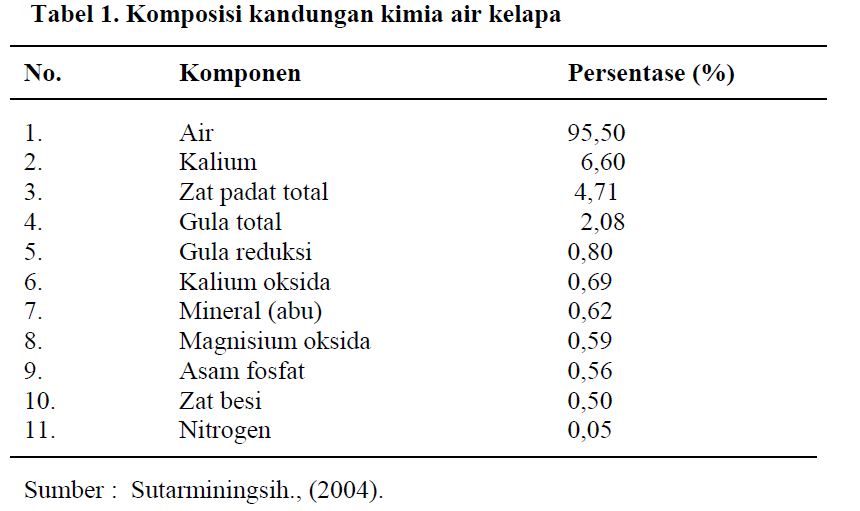 Tabel 1. Komposisi kandungan kimia air kelapa
No. Komponen Persentase (%)
1. Air 95,50
2. Kalium 6,60
3. Zat padat total 4,71
4. Gula total 2,08
5. Gula reduksi 0,80
6. Kalium oksida 0,69
7. Mineral (abu) 0,62
8. Magnisium oksida 0,59
9. Asam fosfat 0,56
10. Zat besi 0,50
11. Nitrogen 0,05
Sumber : Sutarminingsih., (2004).